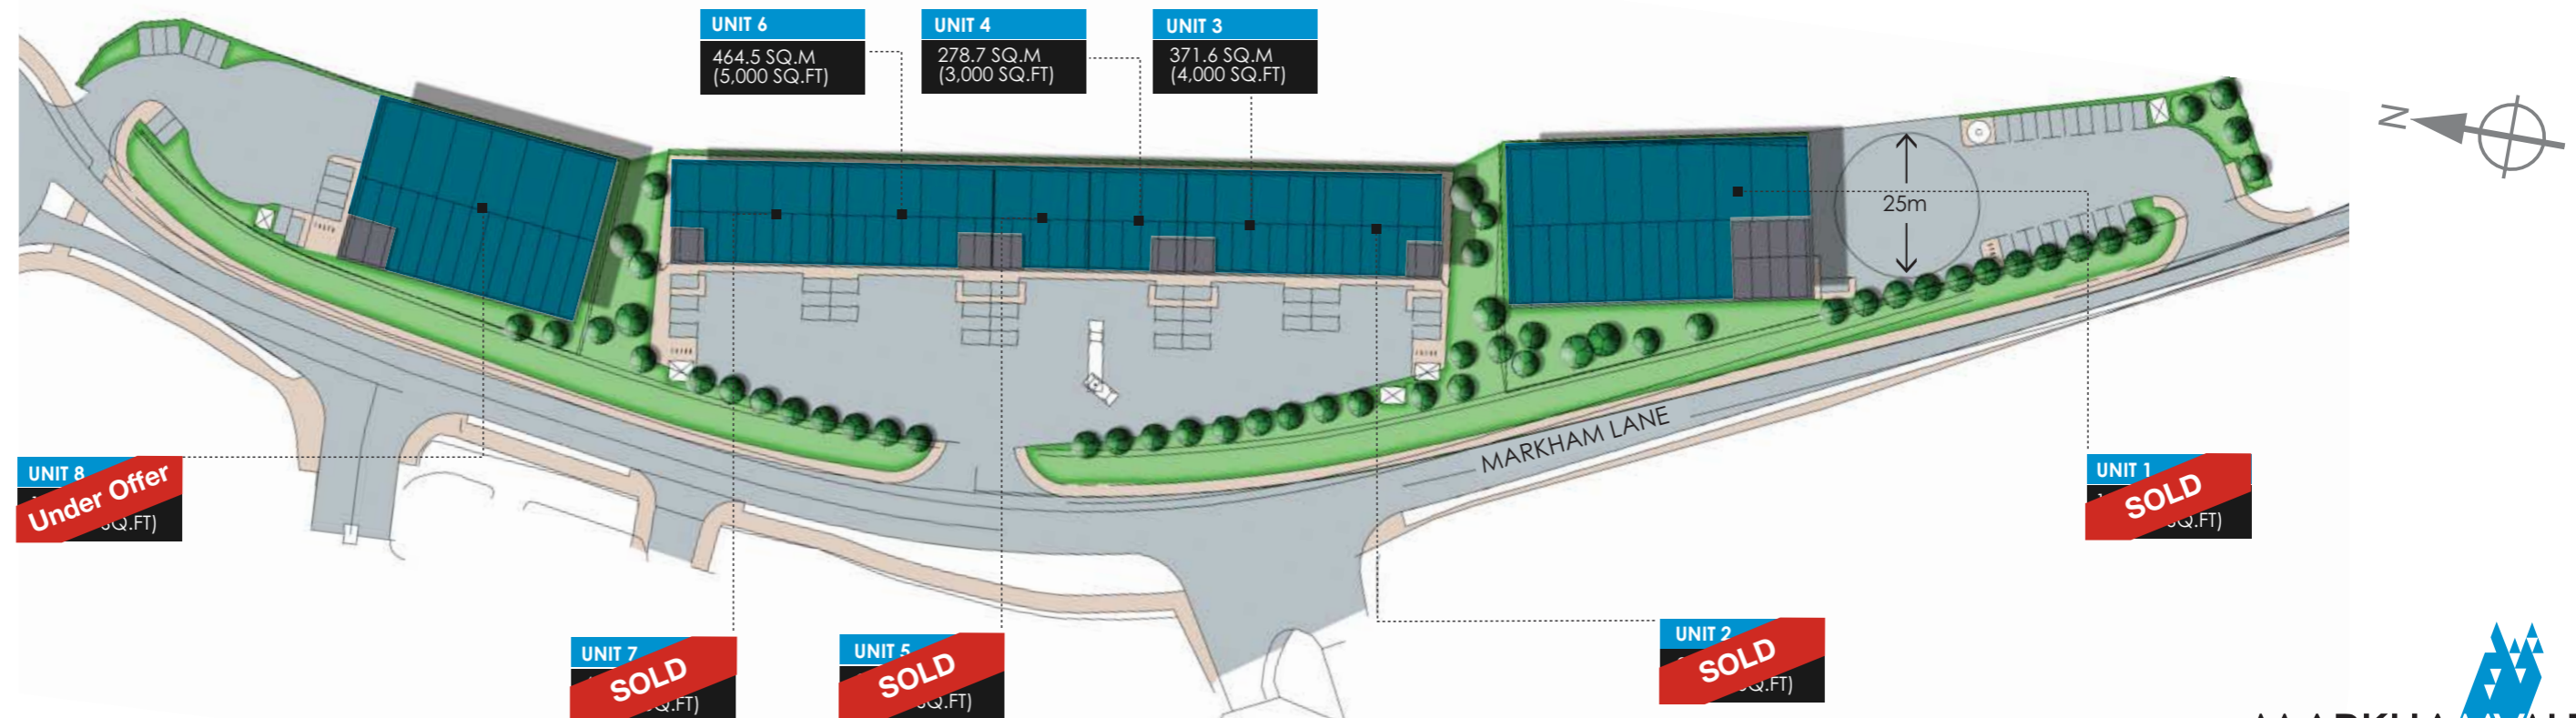 UNIT 6
464.5 SQ.M
(5,000 SQ.FT)
UNIT 4
278.7 SQ.M
(3,000 SQ.FT)
UNIT 3
371.6 SQ.M
(4,000 SQ.FT)
N
25m
MARKHAM LANE
UNIT 8
Under Offer
SQ.FT)
UNIT 1
SOLD
SQ.FT)
UNIT 7
SOLD
SQ.FT)
UNIT 5
SOLD
SQ.FT)
UNIT 2
SOLD
SQ.FT)